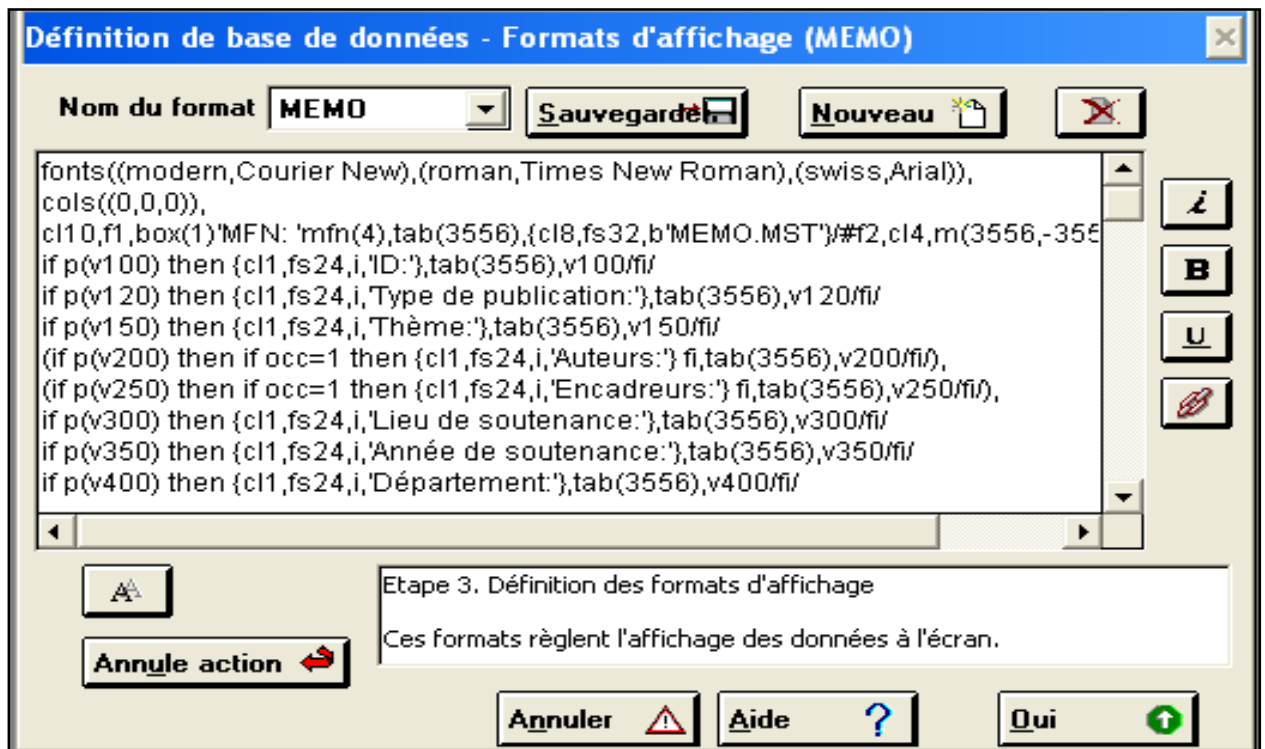 Définition de base de données - Formats d'affichage (MEMO)
Nom du format MEMO Sauvegarde Nouveau
fonts((modern,Courier New),(roman,Times New Roman),(swiss,Arial)),
cols((0,0,0)),
cl10,f1,box(1)'MFN: 'mfn(4),tab(3556),{cl8,fs32,b'MEMO.MST'}/#f2,cl4,m(3556,-355
if p(v100) then {cl1,fs24,i,'ID:'},tab(3556),v100/fi/
if p(v120) then {cl1,fs24,i,'Type de publication:'},tab(3556),v120/fi/
if p(v150) then {cl1,fs24,i,'Thème:'},tab(3556),v150/fi/
(if p(v200) then if occ=1 then {cl1,fs24,i,'Auteurs:'} fi,tab(3556),v200/fi/),
(if p(v250) then if occ=1 then {cl1,fs24,i,'Encadreurs:'} fi,tab(3556),v250/fi/),
if p(v300) then {cl1,fs24,i,'Lieu de soutenance:'},tab(3556),v300/fi/
if p(v350) then {cl1,fs24,i,'Année de soutenance:'},tab(3556),v350/fi/
if p(v400) then {cl1,fs24,i,'Département:'},tab(3556),v400/fi/
i
B
U
AA
Etape 3. Définition des formats d'affichage
Ces formats règlent l'affichage des données à l'écran.
Annule action
Annuler Aide ? Oui